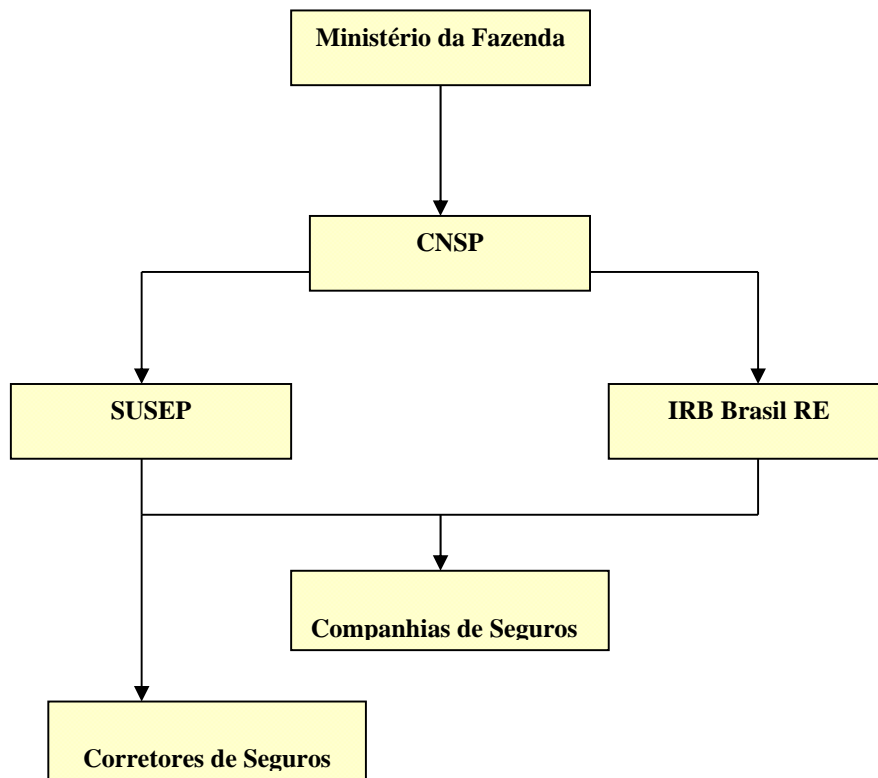 Ministério da Fazenda
CNSP
SUSEP
IRB Brasil RE
Companhias de Seguros
Corretores de Seguros